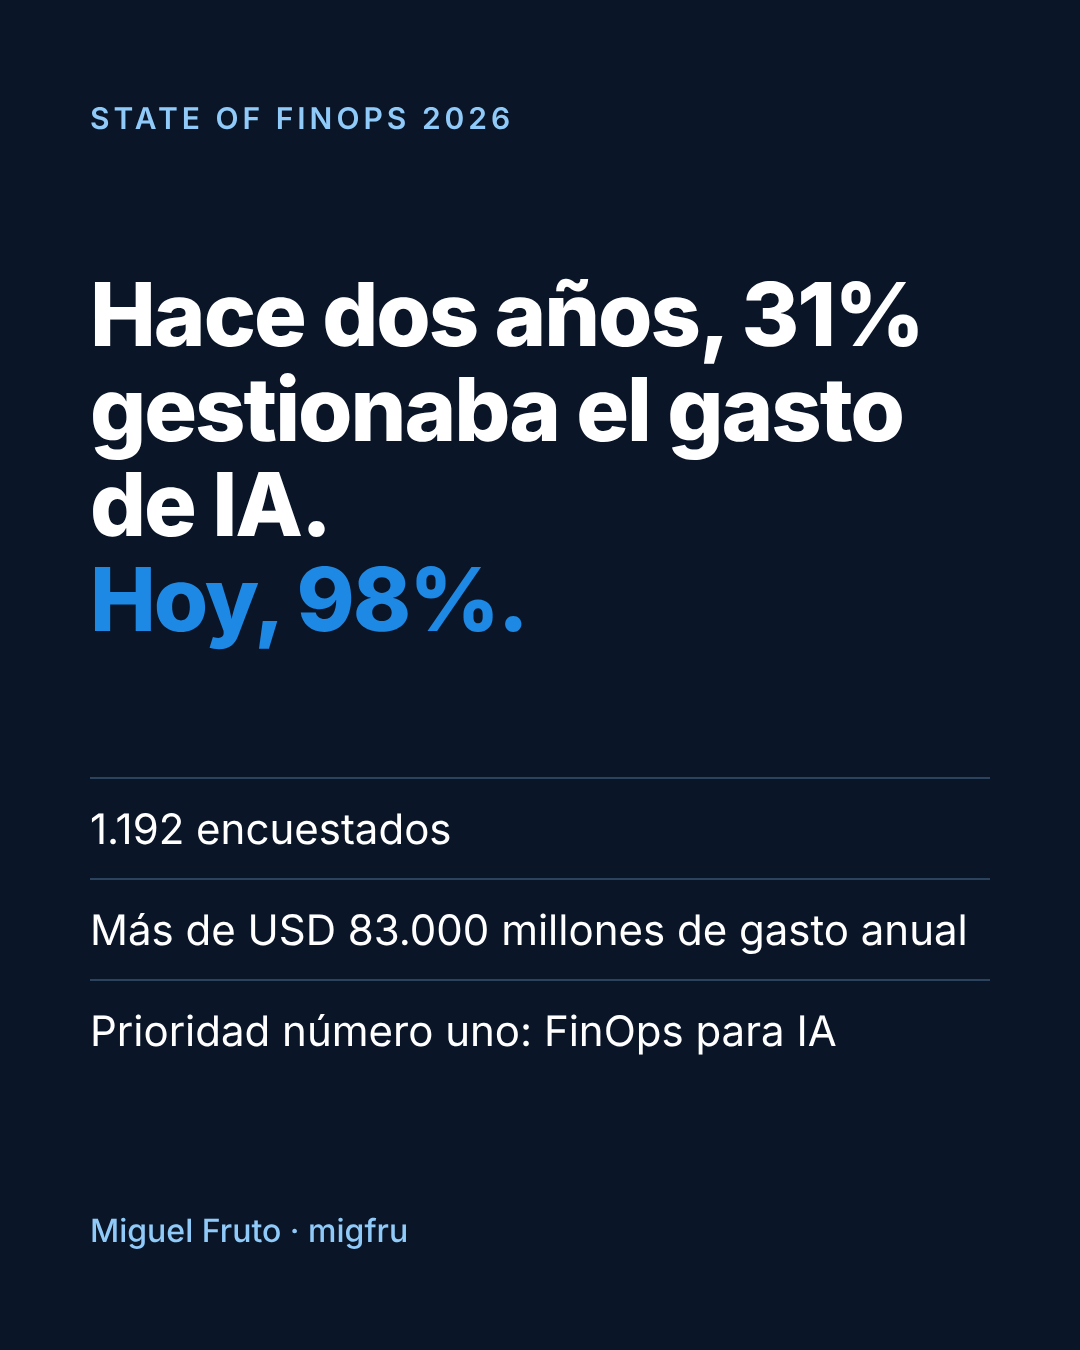 STATE OF FINOPS 2026
Hace dos años, 31%
gestionaba el gasto
de IA.
Hoy, 98%.
1.192 encuestados
Más de USD 83.000 millones de gasto anual
Prioridad número uno: FinOps para IA
Miguel Fruto · migfru